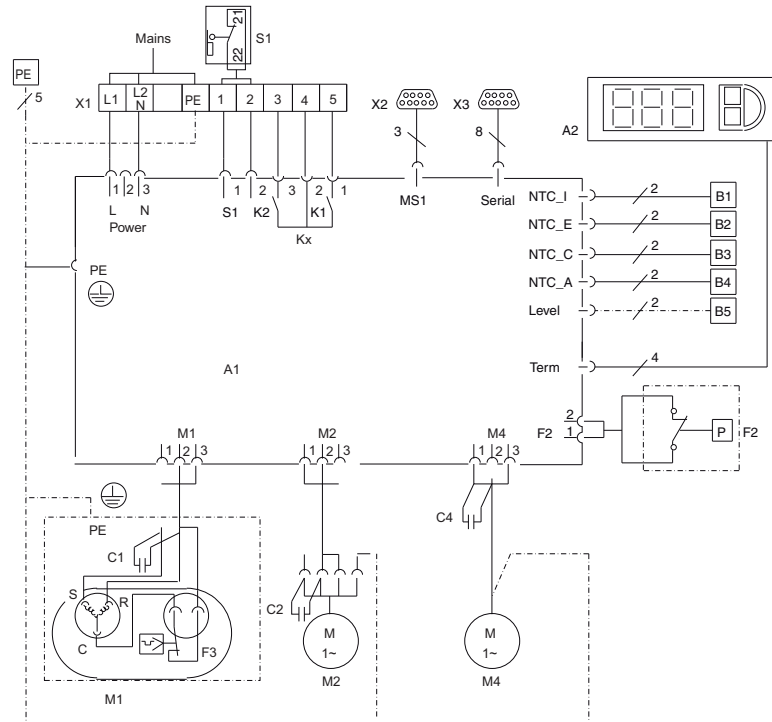 21
22
S1
Mains
PE
5
X1
L1
L2
N
PE
1
2
3
4
5
X2
3
X3
8
A2
1
2
3
L
N
Power
1
2
3
2
1
S1
K2
K1
Kx
MS1
Serial
NTC_I
2
B1
NTC_E
2
B2
NTC_C
2
B3
NTC_A
2
B4
Level
2
B5
PE
Term
4
A1
2
1
F2
P
F2
M1
1
2
3
M2
1
2
3
M4
1
2
3
PE
C1
C4
S
R
C
F3
C2
M
1~
M
1~
M1
M2
M4